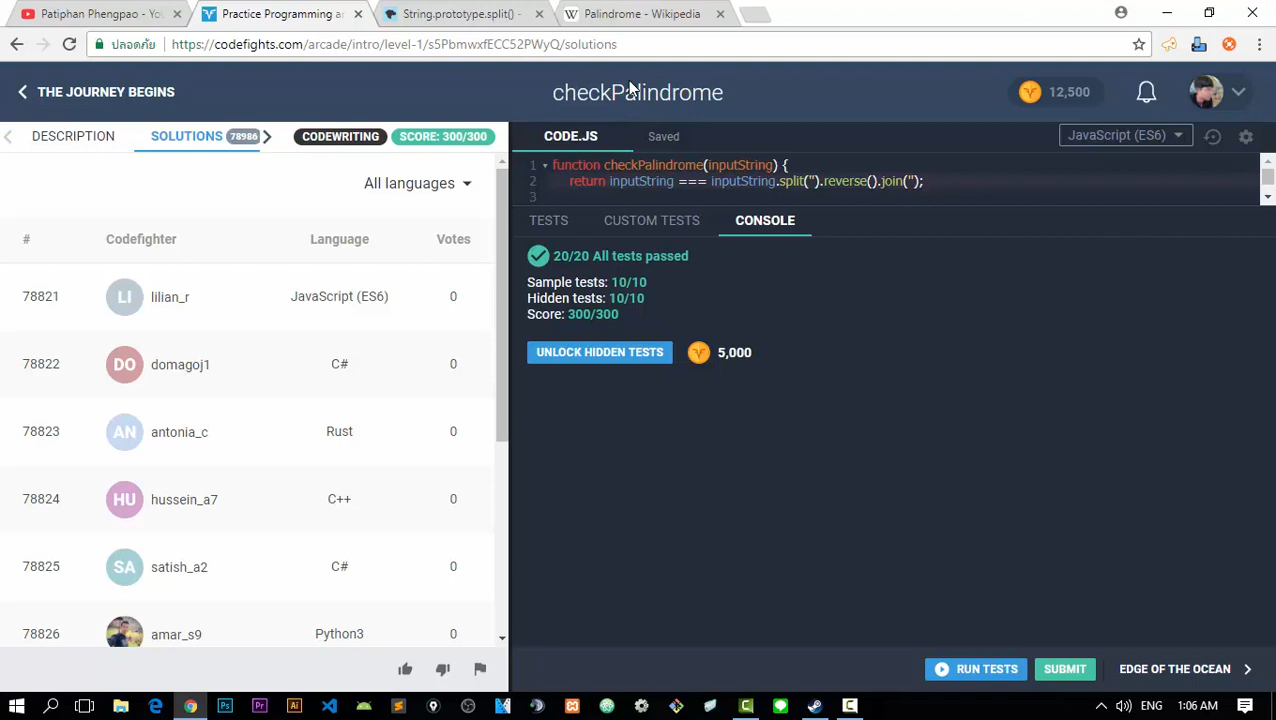 Patiphan Phengpao - You
Practice Programming an
String.prototype.split() -
W Palindrome - Wikipedia
ปลอดภัย https://codefights.com/arcade/intro/level-1/s5PbmwxfECC52PWyQ/solutions
THE JOURNEY BEGINS
checkPalindrome
12,500
DESCRIPTION
SOLUTIONS 78986
CODEWRITING
SCORE: 300/300
CODE.JS
Saved
JavaScript (ES6)
1 function checkPalindrome(inputString) {
2 return inputString === inputString.split('').reverse().join('');
3
All languages
TESTS
CUSTOM TESTS
CONSOLE
# Codefighter Language Votes
20/20 All tests passed
Sample tests: 10/10
Hidden tests: 10/10
Score: 300/300
UNLOCK HIDDEN TESTS 5,000
78821 LI lilian_r JavaScript (ES6) 0
78822 DO domagoj1 C# 0
78823 AN antonia_c Rust 0
78824 HU hussein_a7 C++ 0
78825 SA satish_a2 C# 0
78826 amar_s9 Python3 0
RUN TESTS
SUBMIT
EDGE OF THE OCEAN
Ps Pr Ai
ENG 1:06 AM